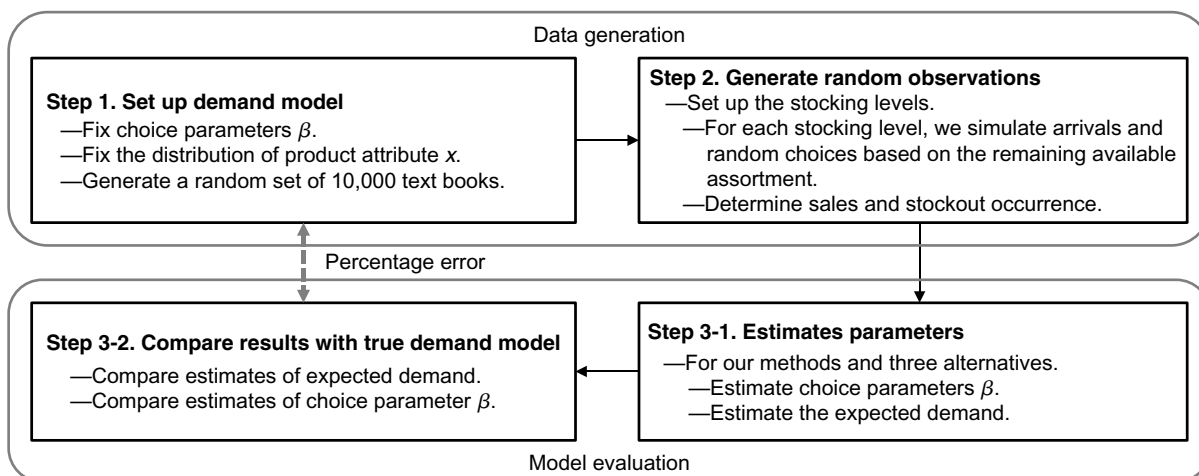 Data generation
Step 1. Set up demand model
—Fix choice parameters β.
—Fix the distribution of product attribute x.
—Generate a random set of 10,000 text books.
Step 2. Generate random observations
—Set up the stocking levels.
—For each stocking level, we simulate arrivals and
random choices based on the remaining available
assortment.
—Determine sales and stockout occurrence.
Percentage error
Step 3-2. Compare results with true demand model
—Compare estimates of expected demand.
—Compare estimates of choice parameter β.
Step 3-1. Estimates parameters
—For our methods and three alternatives.
—Estimate choice parameters β.
—Estimate the expected demand.
Model evaluation